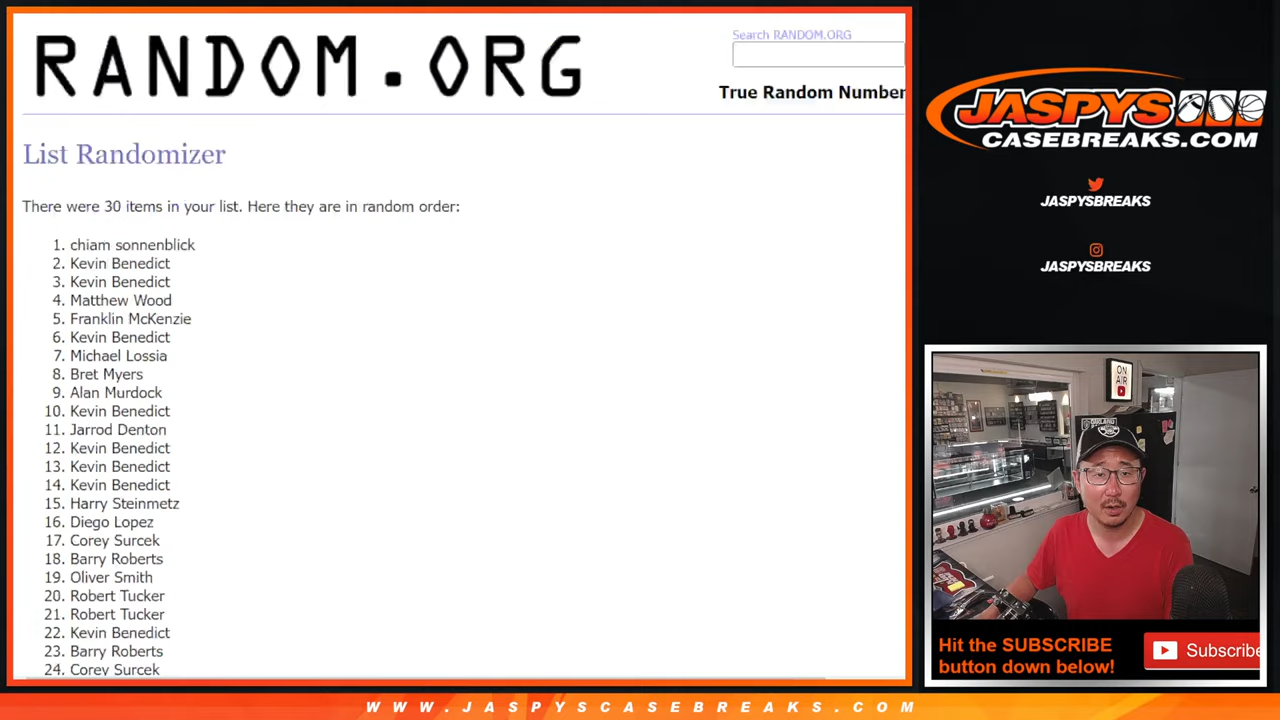 RANDOM.ORG
Search RANDOM.ORG
True Random Number
List Randomizer
There were 30 items in your list. Here they are in random order:
1. chiam sonnenblick
2. Kevin Benedict
3. Kevin Benedict
4. Matthew Wood
5. Franklin McKenzie
6. Kevin Benedict
7. Michael Lossia
8. Bret Myers
9. Alan Murdock
10. Kevin Benedict
11. Jarrod Denton
12. Kevin Benedict
13. Kevin Benedict
14. Kevin Benedict
15. Harry Steinmetz
16. Diego Lopez
17. Corey Surcek
18. Barry Roberts
19. Oliver Smith
20. Robert Tucker
21. Robert Tucker
22. Kevin Benedict
23. Barry Roberts
24. Corey Surcek
JASPYS
CASEBREAKS.COM
JASPYSBREAKS
JASPYSBREAKS
ON
AIR
Hit the SUBSCRIBE
button down below!
Subscribe
WWW.JASPYSCASEBREAKS.COM